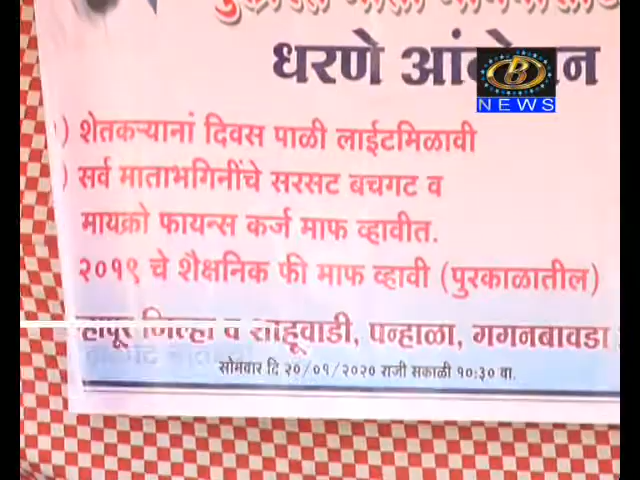 धरणे आंदोलन
B
NEWS
) शेतकऱ्यानां दिवस पाळी लाईटमिळावी
) सर्व माताभगिनींचे सरसट बचगट व
मायक्रो फायन्स कर्ज माफ व्हावीत.
२०१९ चे शैक्षनिक फी माफ व्हावी (पुरकाळातील)
जिल्हा व शाहूवाडी, पन्हाळा, गगनबावडा
सोमवार दि २०/०१/२०२० राजी सकाळी १०:३० वा.